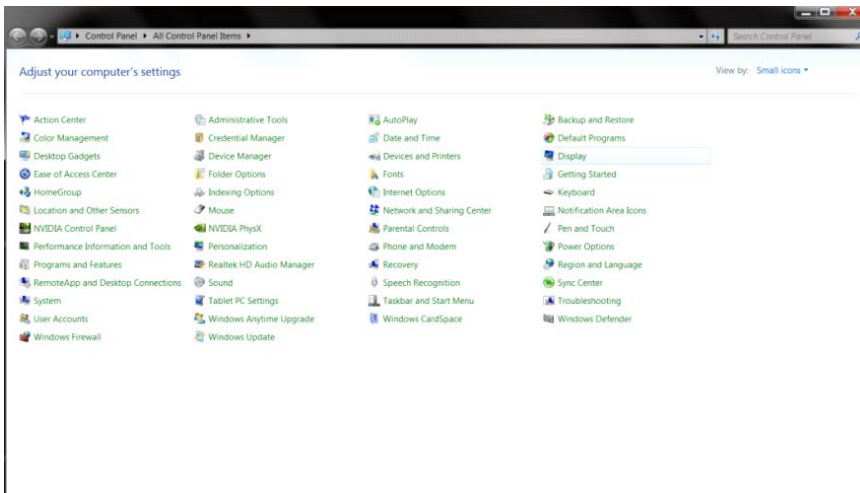 Control Panel All Control Panel Items Search Control Panel
Adjust your computer's settings View by: Small icons
Action Center Administrative Tools AutoPlay Backup and Restore
Color Management Credential Manager Date and Time Default Programs
Desktop Gadgets Device Manager Devices and Printers Display
Ease of Access Center Folder Options Fonts Getting Started
HomeGroup Indexing Options Internet Options Keyboard
Location and Other Sensors Mouse Network and Sharing Center Notification Area Icons
NVIDIA Control Panel NVIDIA PhysX Parental Controls Pen and Touch
Performance Information and Tools Personalization Phone and Modem Power Options
Programs and Features Realtek HD Audio Manager Recovery Region and Language
RemoteApp and Desktop Connections Sound Speech Recognition Sync Center
System Tablet PC Settings Taskbar and Start Menu Troubleshooting
User Accounts Windows Anytime Upgrade Windows CardSpace Windows Defender
Windows Firewall Windows Update